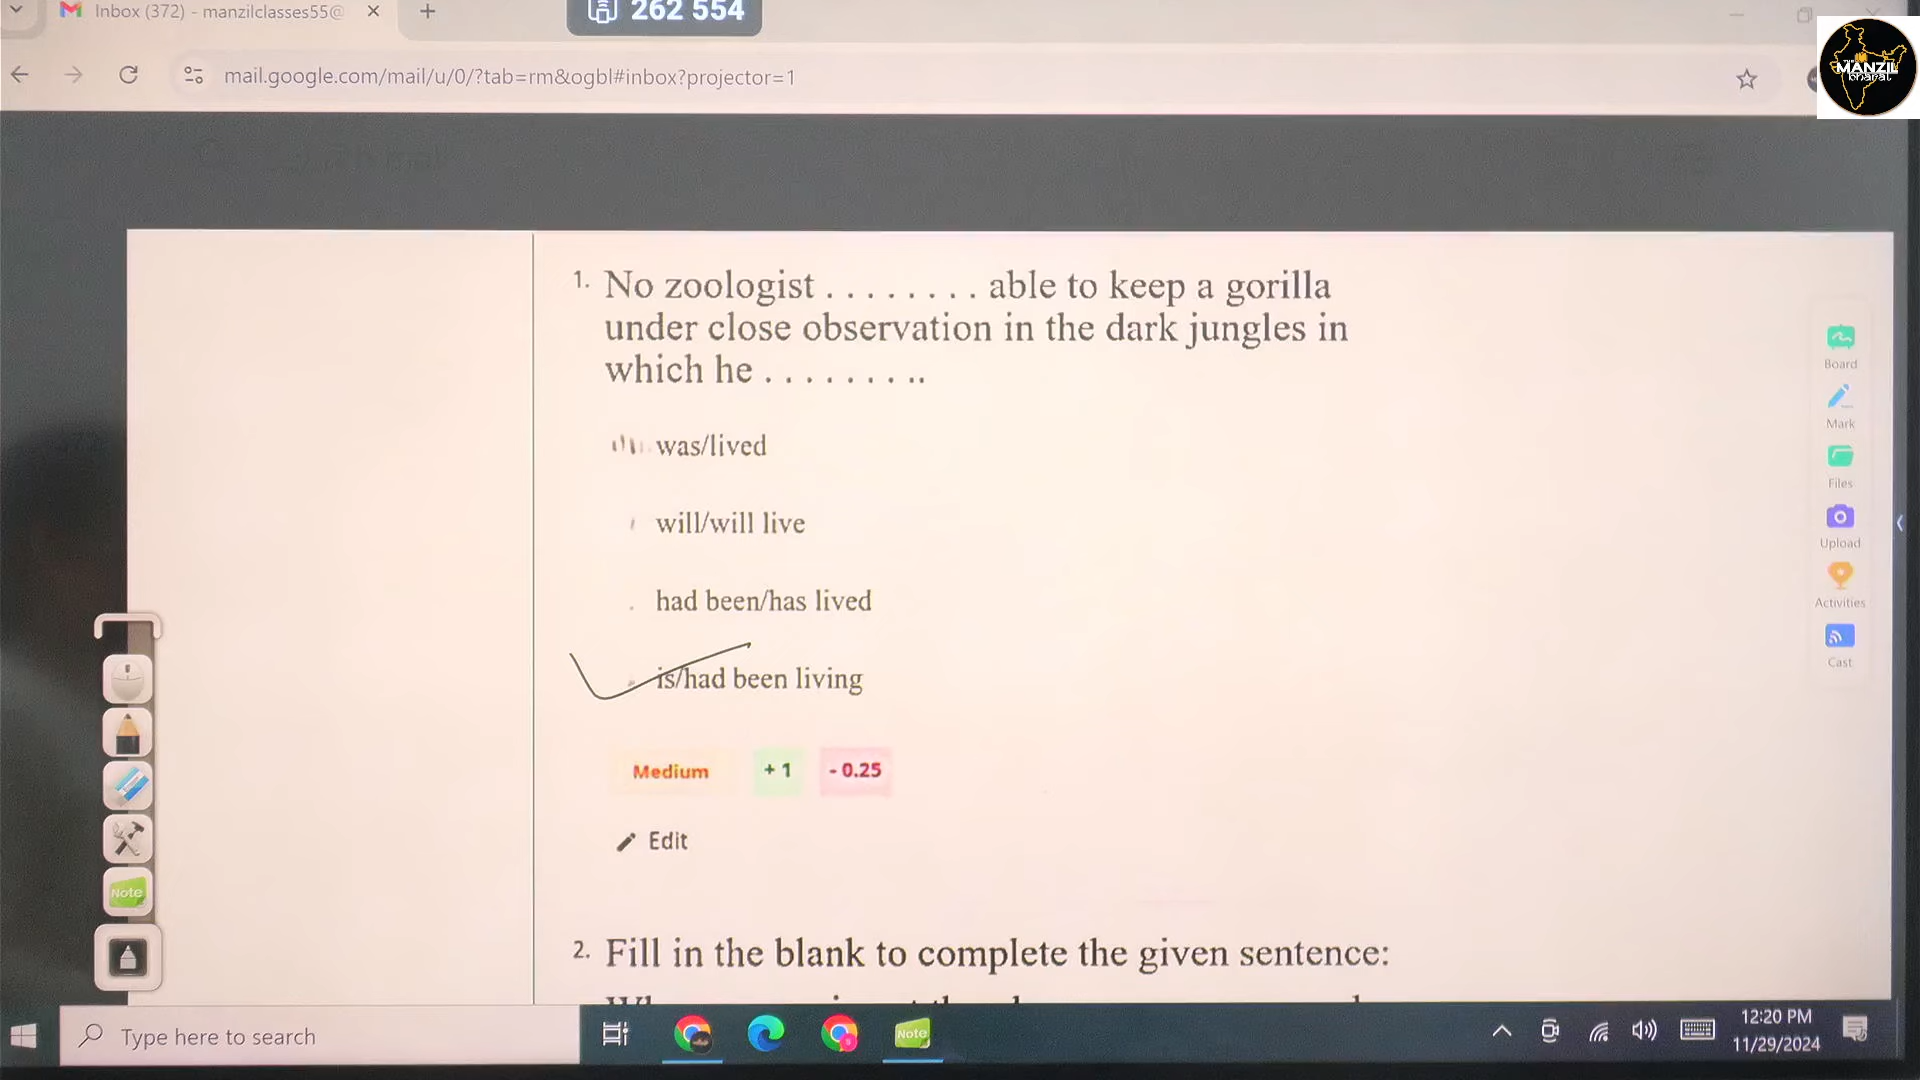 Inbox (372) - manzilclasses55@
262 554
mail.google.com/mail/u/0/?tab=rm&ogbl#inbox?projector=1
MANZIL
bharat
1. No zoologist . . . . . . . . able to keep a gorilla
under close observation in the dark jungles in
which he . . . . . . . ..
was/lived
will/will live
had been/has lived
is/had been living
Medium
+ 1
- 0.25
Edit
2. Fill in the blank to complete the given sentence:
Board
Mark
Files
Upload
Activities
Cast
Note
Type here to search
Note
12:20 PM
11/29/2024